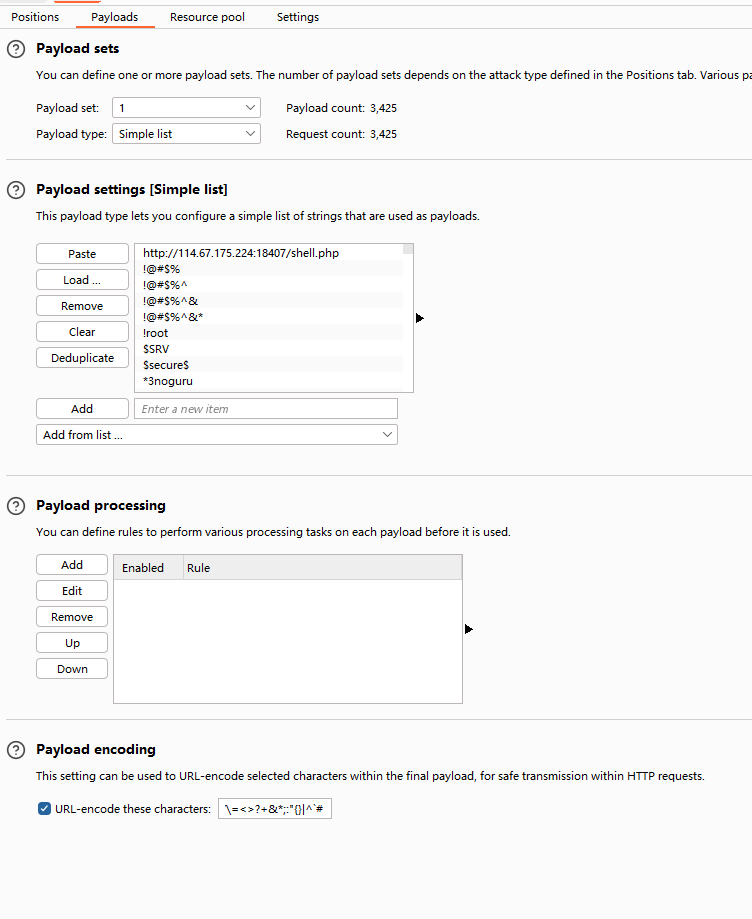 Positions Payloads Resource pool Settings
Payload sets
You can define one or more payload sets. The number of payload sets depends on the attack type defined in the Positions tab. Various pa
Payload set: 1 Payload count: 3,425
Payload type: Simple list Request count: 3,425
Payload settings [Simple list]
This payload type lets you configure a simple list of strings that are used as payloads.
Paste
Load ...
Remove
Clear
Deduplicate
http://114.67.175.224:18407/shell.php
!@#$%
!@#$%^
!@#$%^&
!@#$%^&*
!root
$SRV
$secure$
*3noguru
Add Enter a new item
Add from list ...
Payload processing
You can define rules to perform various processing tasks on each payload before it is used.
Add
Edit
Remove
Up
Down
Enabled Rule
Payload encoding
This setting can be used to URL-encode selected characters within the final payload, for safe transmission within HTTP requests.
URL-encode these characters: \=<>?+&*;:"{}|^`#